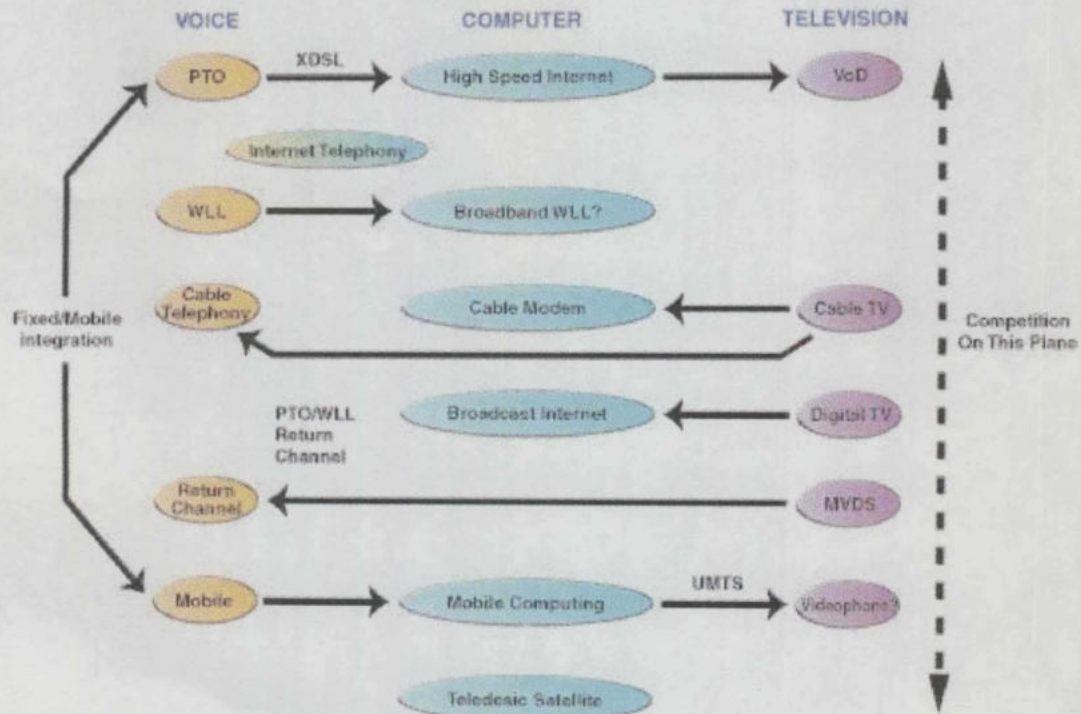 VOICE COMPUTER TELEVISION
PTO XDSL High Speed Internet VoD
Internet Telephony
WLL Broadband WLL?
Cable
Telephony
Cable Modem Cable TV
Fixed/Mobile
Integration
Competition
On This Plane
PTO/WLL
Return
Channel
Broadcast Internet Digital TV
Return
Channel
MVDS
Mobile Mobile Computing UMTS Videophone?
Teledesic Satellite